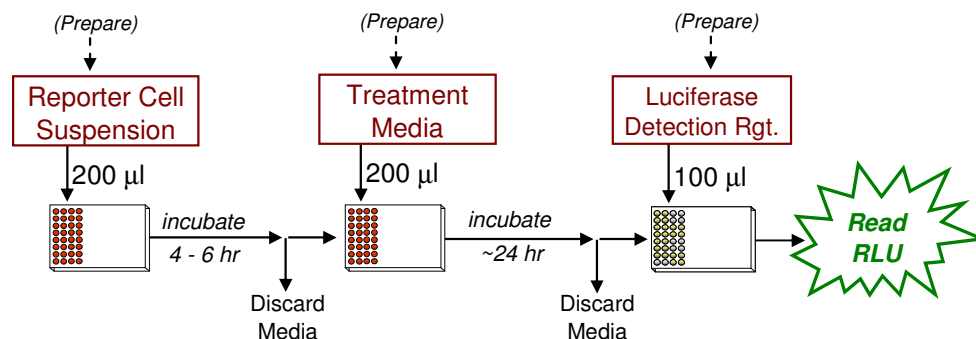 (Prepare)
(Prepare)
(Prepare)
Reporter Cell
Suspension
Treatment
Media
Luciferase
Detection Rgt.
200 µl
200 µl
100 µl
incubate
4 - 6 hr
incubate
~24 hr
Read
RLU
Discard
Media
Discard
Media